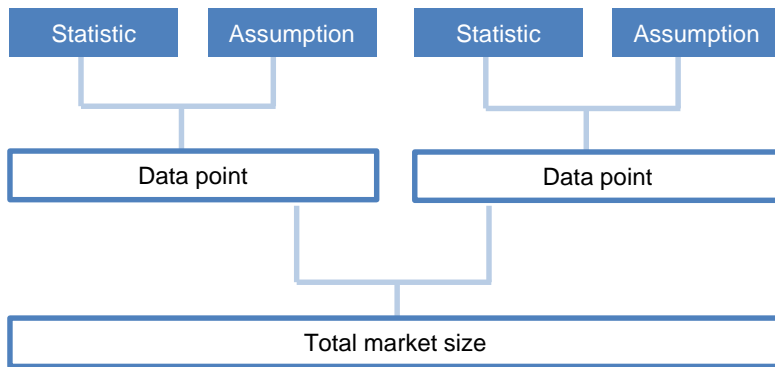 Statistic
Assumption
Statistic
Assumption
Data point
Data point
Total market size